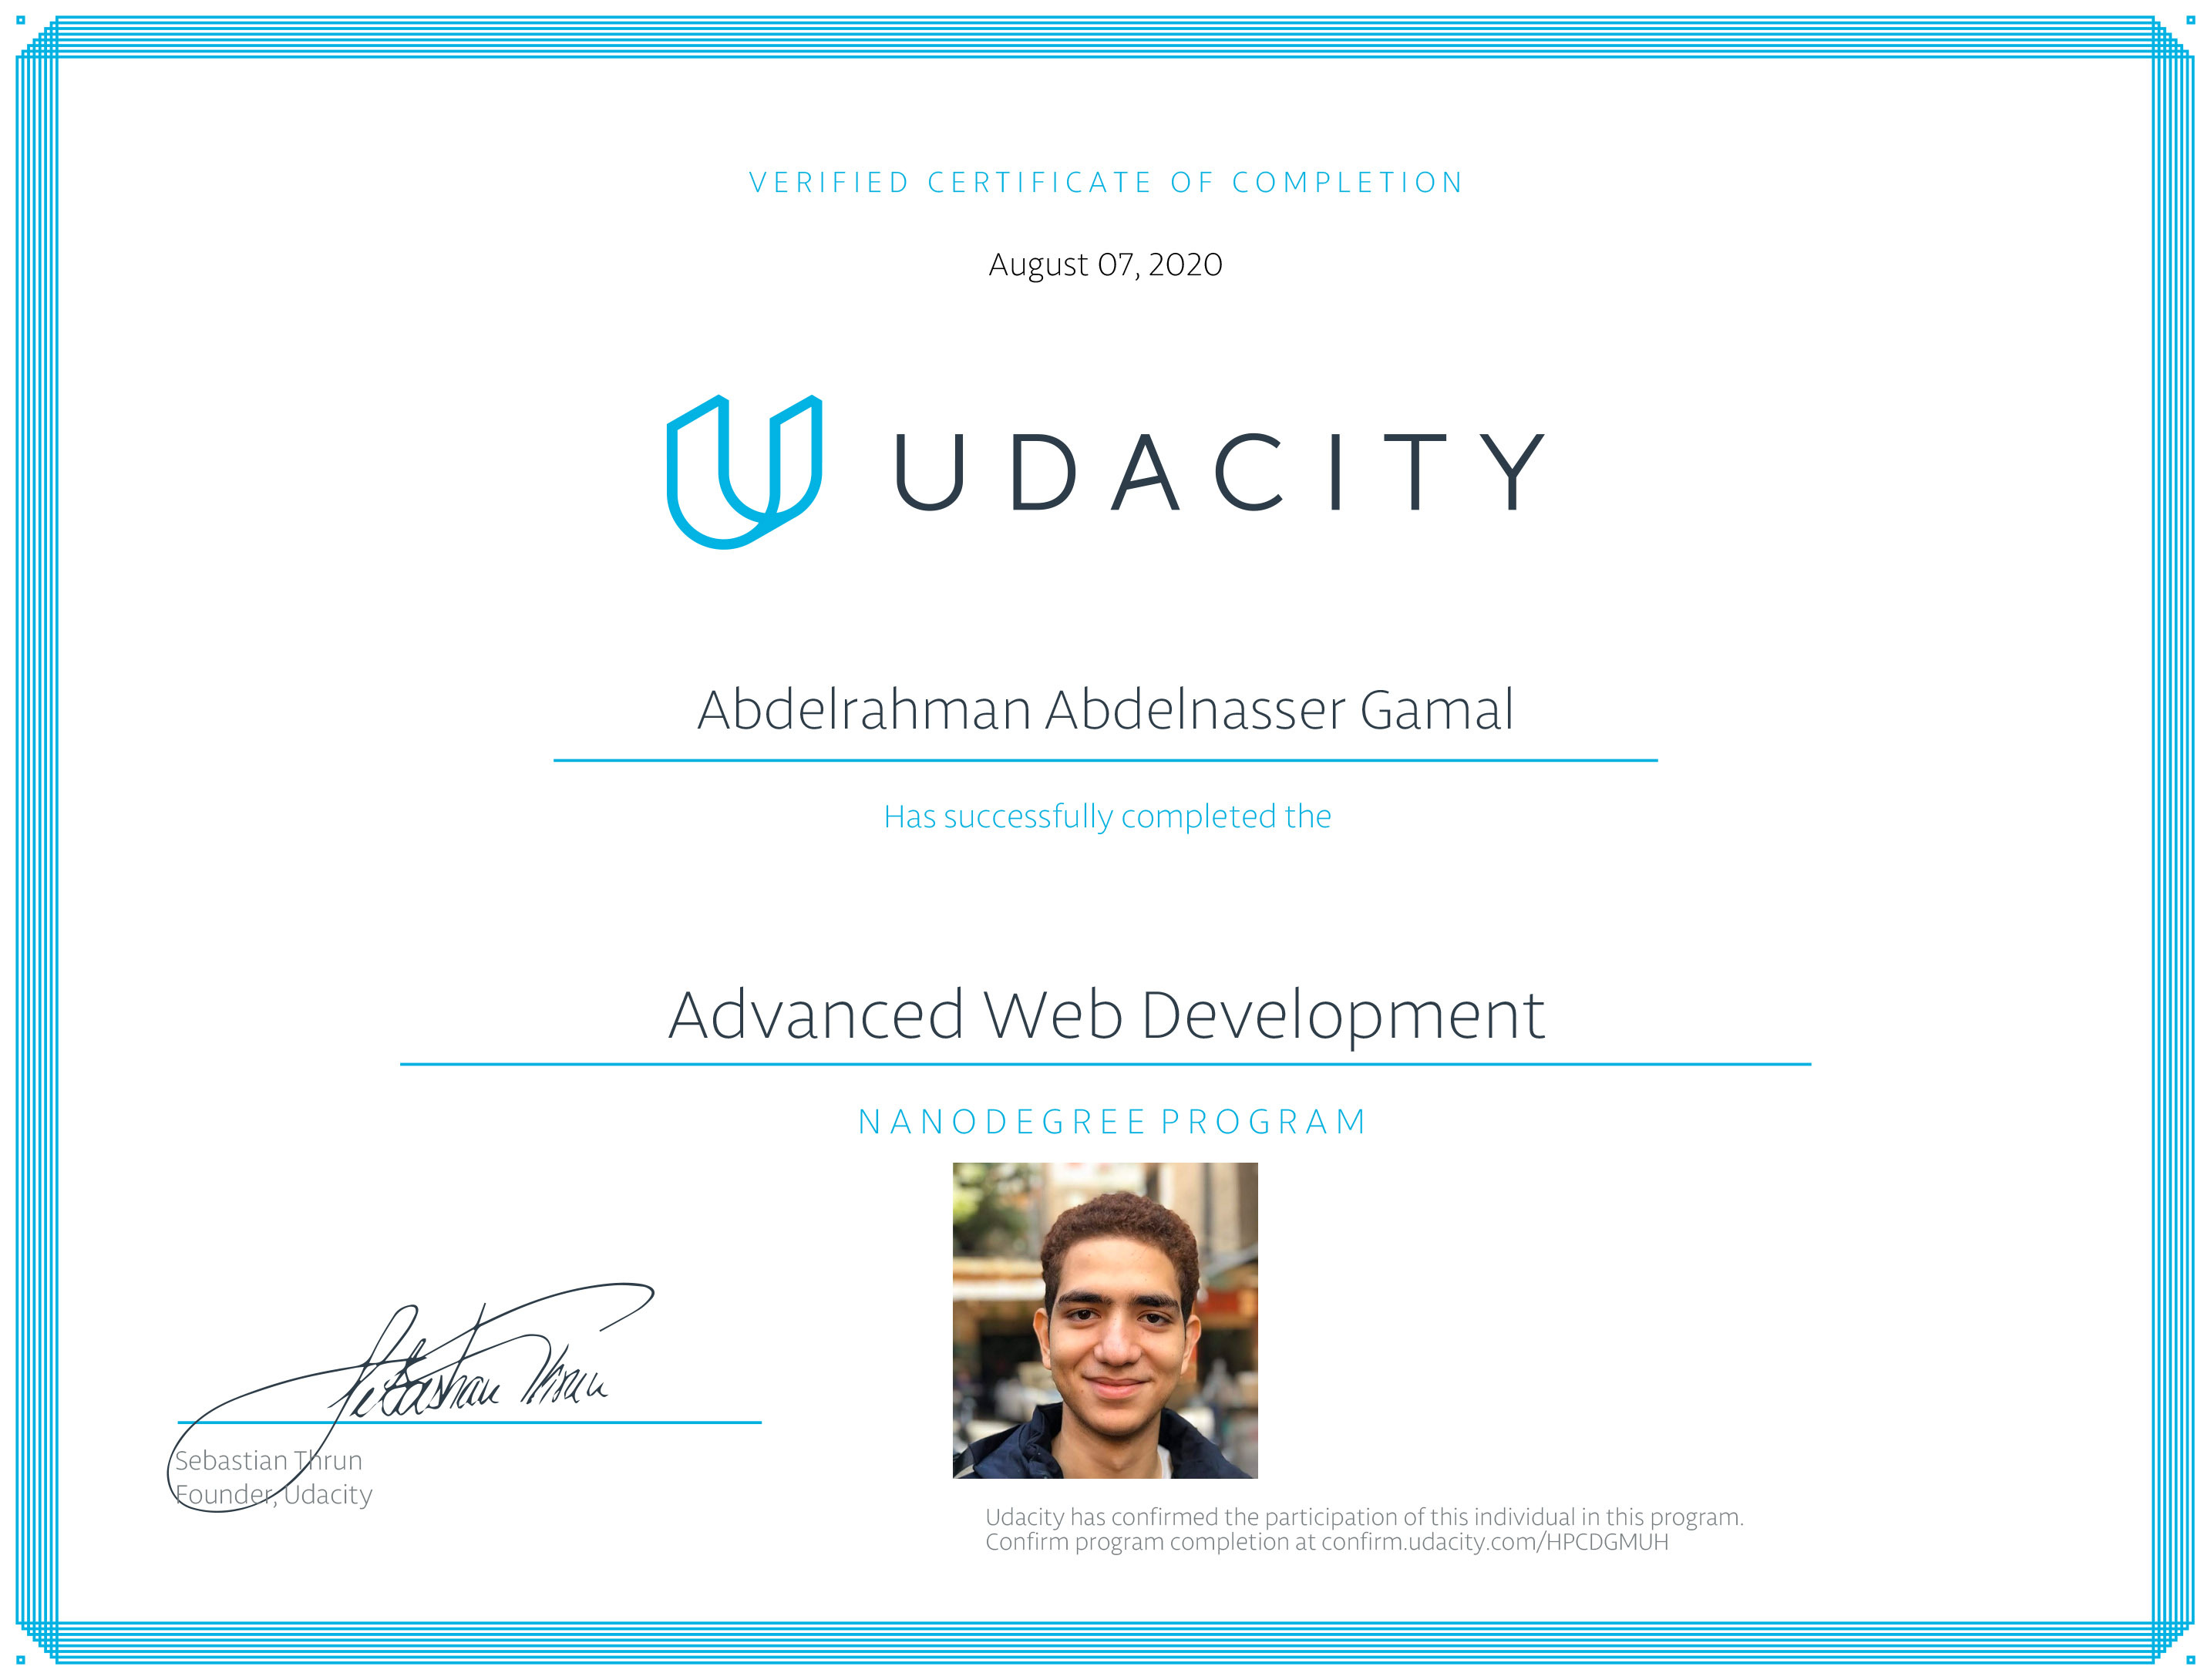 VERIFIED CERTIFICATE OF COMPLETION
August 07, 2020
UDACITY
Abdelrahman Abdelnasser Gamal
Has successfully completed the
Advanced Web Development
NANODEGREE PROGRAM
Sebastian Thrun
Sebastian Thrun
Founder, Udacity
Udacity has confirmed the participation of this individual in this program.
Confirm program completion at confirm.udacity.com/HPCDGMUH